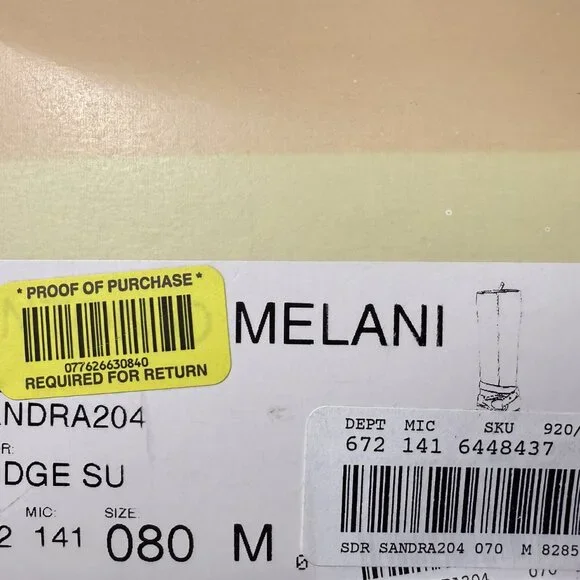 * PROOF OF PURCHASE *
077626630840
REQUIRED FOR RETURN
MELANI
ANDRA204
R:
DGE SU
MIC: SIZE
2 141 080 M
DEPT MIC SKU 920/
672 141 6448437
SDR SANDRA204 070 M 8285